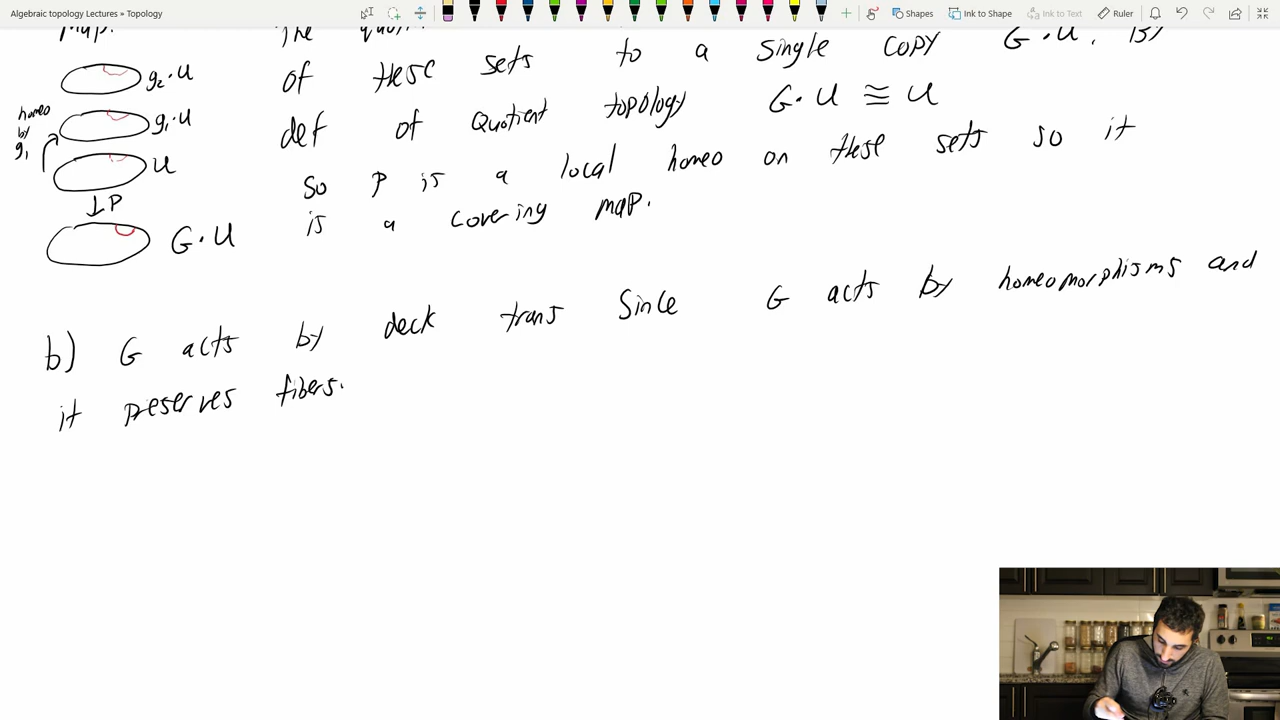 Algebraic topology Lectures » Topology
Shapes
Ink to Shape
Ink to Text
Ruler
Map. The
of these sets to a single copy G·U. By
def of Quotient topology G·U ≅ U
So P is a local homeo on these sets so it
is a covering map.
g₂·U
homeo by g₁
g₁·U
U
↓P
G·U
b) G acts by deck trans Since G acts by homeomorphisms and
it preserves fibers.